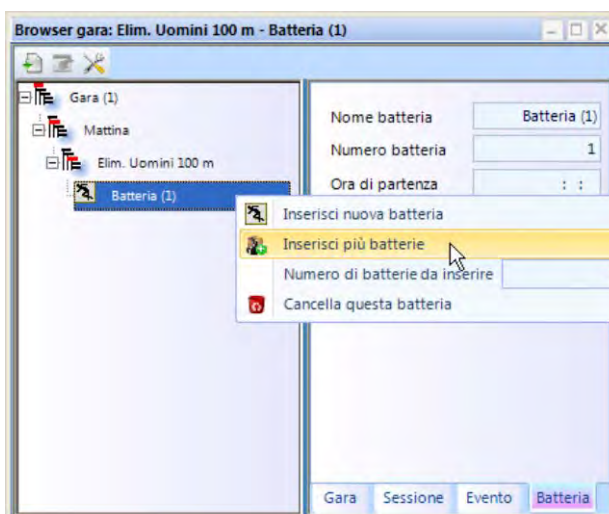 Browser gara: Elim. Uomini 100 m - Batteria (1)
Gara (1)
Mattina
Elim. Uomini 100 m
Batteria (1)
Nome batteria Batteria (1)
Numero batteria 1
Ora di partenza : :
Inserisci nuova batteria
Inserisci più batterie
Numero di batterie da inserire
Cancella questa batteria
Gara Sessione Evento Batteria